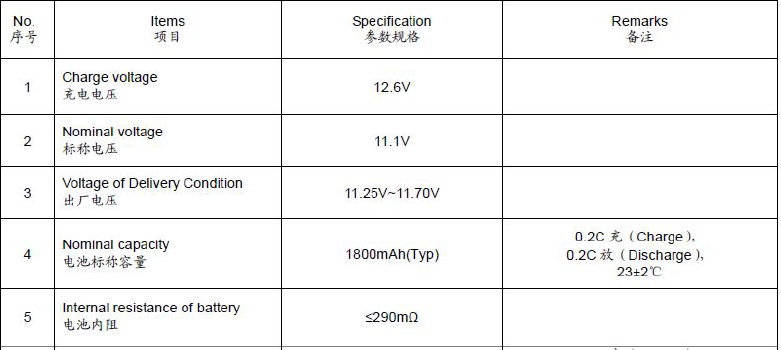 No.
序号
Items
项目
Specification
参数规格
Remarks
备注
1
Charge voltage
充电电压
12.6V
2
Nominal voltage
标称电压
11.1V
3
Voltage of Delivery Condition
出厂电压
11.25V~11.70V
4
Nominal capacity
电池标称容量
1800mAh(Typ)
0.2C 充（Charge），
0.2C 放（Discharge），
23±2℃
5
Internal resistance of battery
电池内阻
≤290mΩ